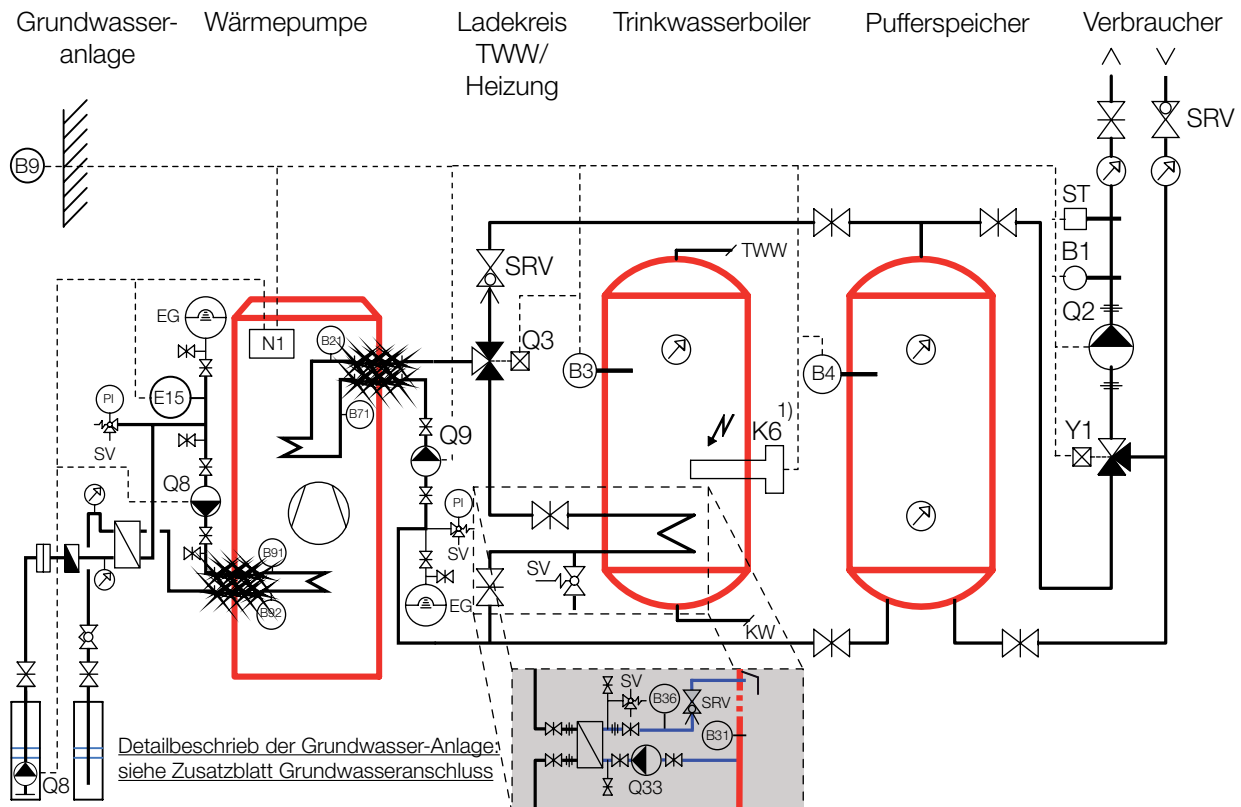 Grundwasser-
anlage
Wärmepumpe
Ladekreis
TWW/
Heizung
Trinkwasserboiler
Pufferspeicher
Verbraucher
B9
SRV
ST
B1
Q2
Y1
TWW
SRV
Q3
B3
B4
K6 1)
EG
N1
B21
B71
E15
PI
SV
Q8
Q9
PI
SV
SV
EG
KW
B91
B92
Q8
Detailbeschrieb der Grundwasser-Anlage:
siehe Zusatzblatt Grundwasseranschluss
SV
B36
SRV
B31
Q33